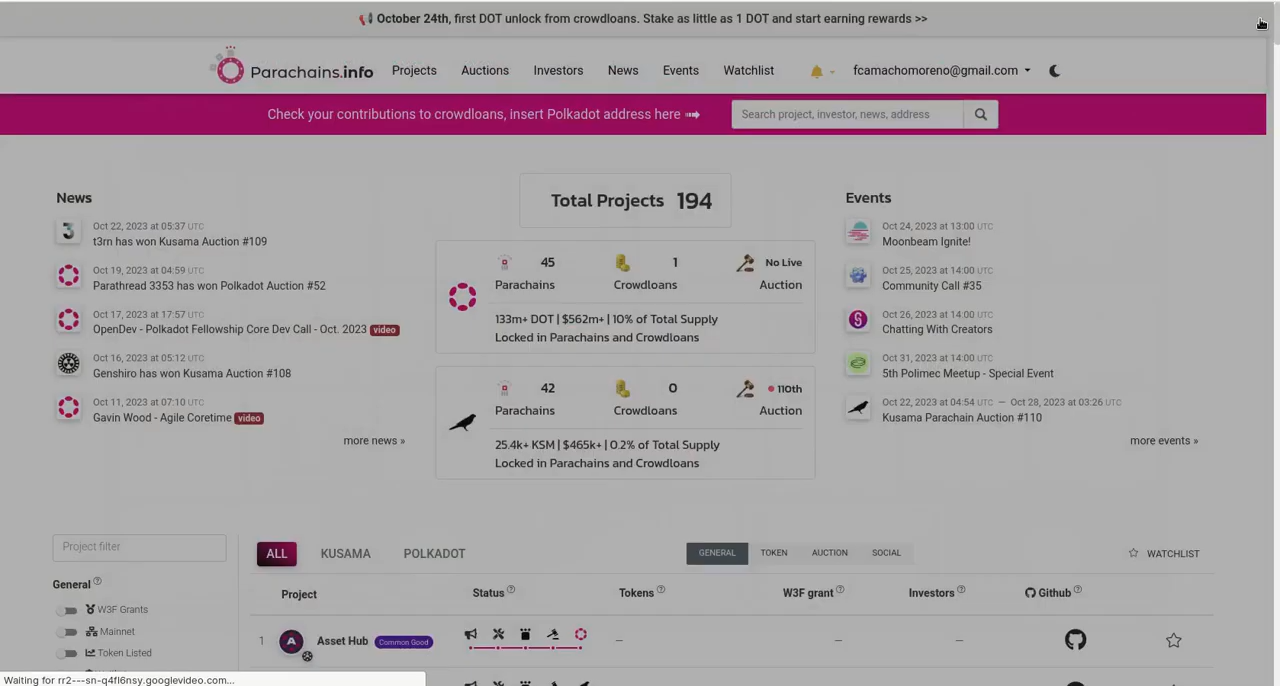 📢 October 24th, first DOT unlock from crowdloans. Stake as little as 1 DOT and start earning rewards >>
Parachains.info Projects Auctions Investors News Events Watchlist fcamachomoreno@gmail.com
Check your contributions to crowdloans, insert Polkadot address here ➟ Search project, investor, news, address
News
Oct 22, 2023 at 05:37 UTC
t3rn has won Kusama Auction #109
Oct 19, 2023 at 04:59 UTC
Parathread 3353 has won Polkadot Auction #52
Oct 17, 2023 at 17:57 UTC
OpenDev - Polkadot Fellowship Core Dev Call - Oct. 2023 video
Oct 16, 2023 at 05:12 UTC
Genshiro has won Kusama Auction #108
Oct 11, 2023 at 07:10 UTC
Gavin Wood - Agile Coretime video
more news »
Total Projects 194
45 1 No Live
Parachains Crowdloans Auction
133m+ DOT | $562m+ | 10% of Total Supply
Locked in Parachains and Crowdloans
42 0 110th
Parachains Crowdloans Auction
25.4k+ KSM | $465k+ | 0.2% of Total Supply
Locked in Parachains and Crowdloans
Events
Oct 24, 2023 at 13:00 UTC
Moonbeam Ignite!
Oct 25, 2023 at 14:00 UTC
Community Call #35
Oct 26, 2023 at 14:00 UTC
Chatting With Creators
Oct 31, 2023 at 14:00 UTC
5th Polimec Meetup - Special Event
Oct 22, 2023 at 04:54 UTC — Oct 28, 2023 at 03:26 UTC
Kusama Parachain Auction #110
more events »
Project filter
General ?
W3F Grants
Mainnet
Token Listed
ALL KUSAMA POLKADOT GENERAL TOKEN AUCTION SOCIAL WATCHLIST
Project Status ? Tokens ? W3F grant ? Investors ? Github ?
1 A Asset Hub Common Good – – –
Waiting for rr2---sn-q4fl6nsy.googlevideo.com...